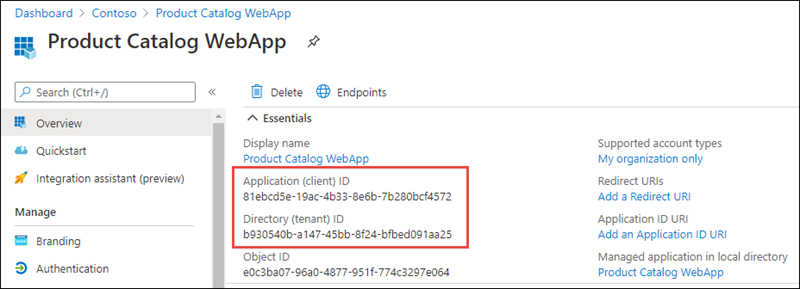 Dashboard > Contoso > Product Catalog WebApp
Product Catalog WebApp
Search (Ctrl+/)
«
Overview
Quickstart
Integration assistant (preview)
Manage
Branding
Authentication
Delete
Endpoints
Essentials
Display name
Product Catalog WebApp
Application (client) ID
81ebcd5e-19ac-4b33-8e6b-7b280bcf4572
Directory (tenant) ID
b930540b-a147-45bb-8f24-bfbed091aa25
Object ID
e0c3ba07-96a0-4877-951f-774c3297e064
Supported account types
My organization only
Redirect URIs
Add a Redirect URI
Application ID URI
Add an Application ID URI
Managed application in local directory
Product Catalog WebApp